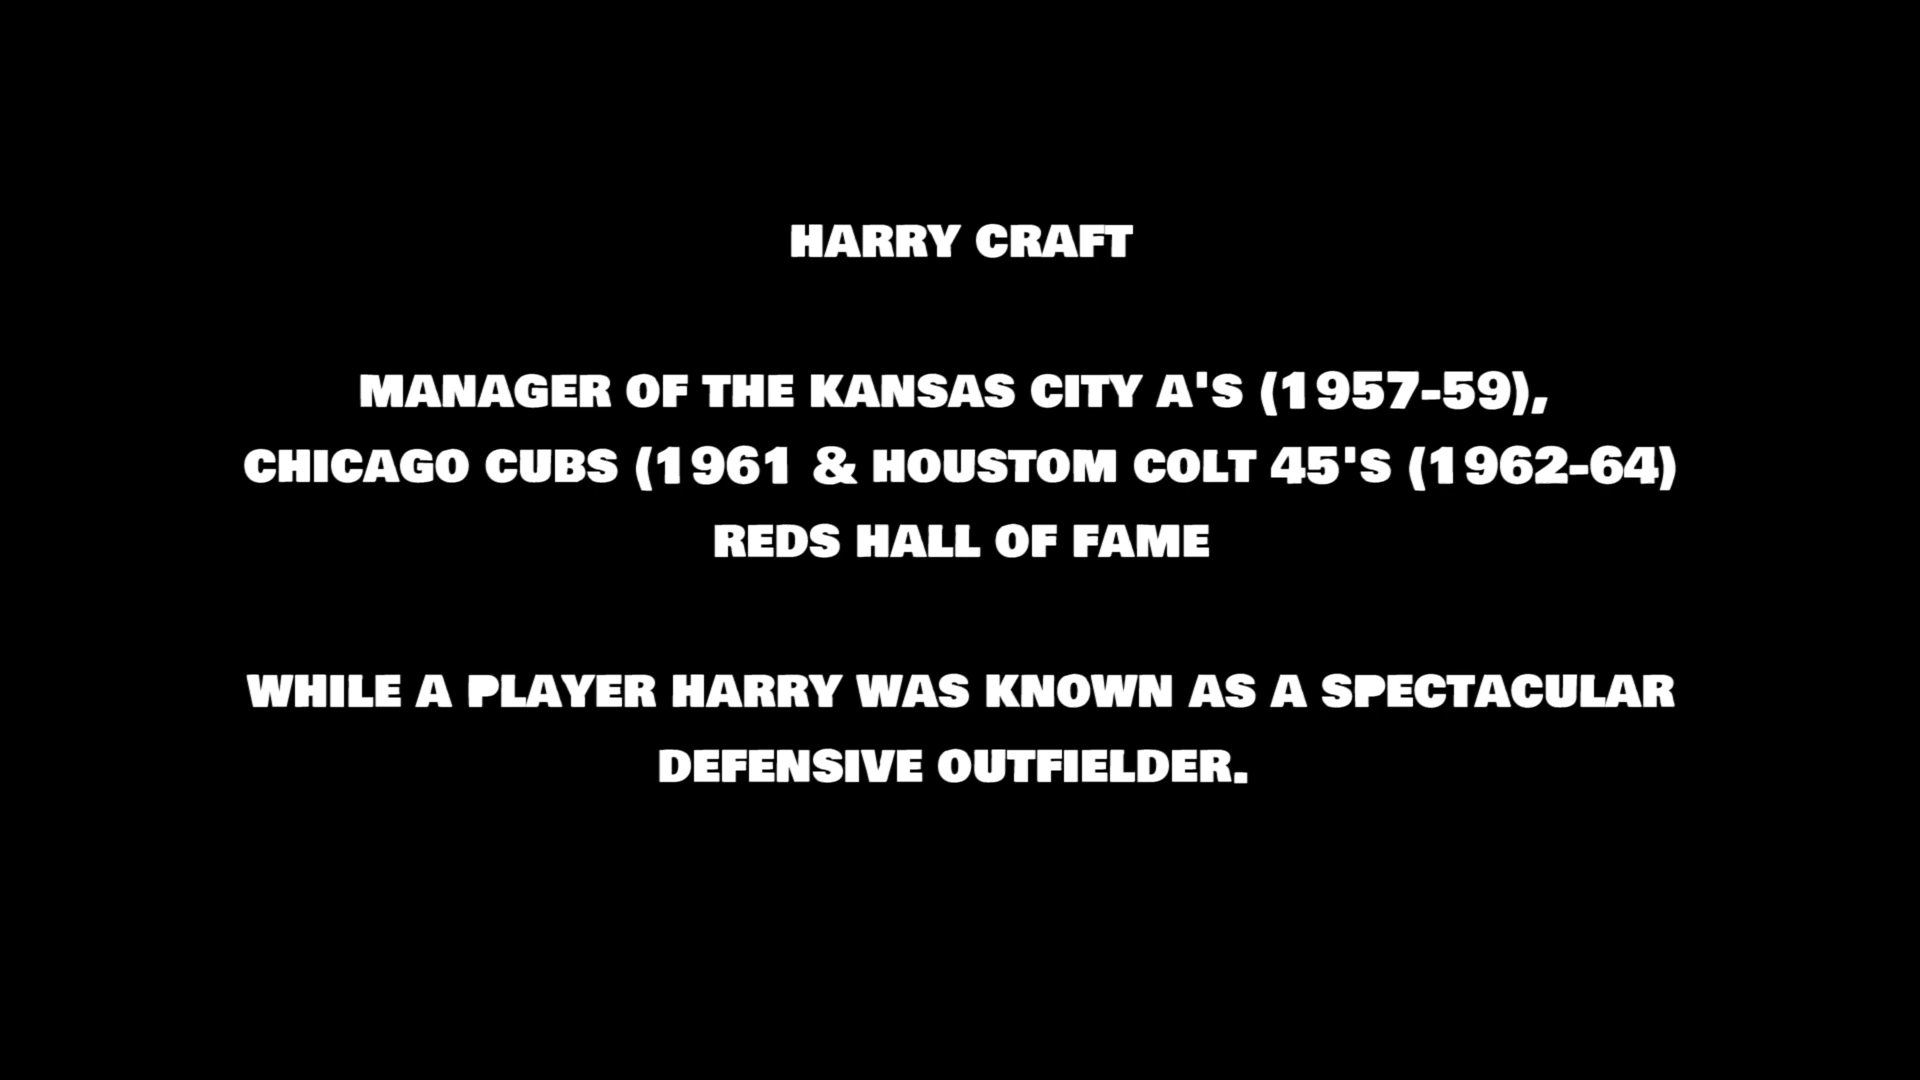 HARRY CRAFT
MANAGER OF THE KANSAS CITY A'S (1957-59),
CHICAGO CUBS (1961 & HOUSTOM COLT 45'S (1962-64)
REDS HALL OF FAME
WHILE A PLAYER HARRY WAS KNOWN AS A SPECTACULAR
DEFENSIVE OUTFIELDER.